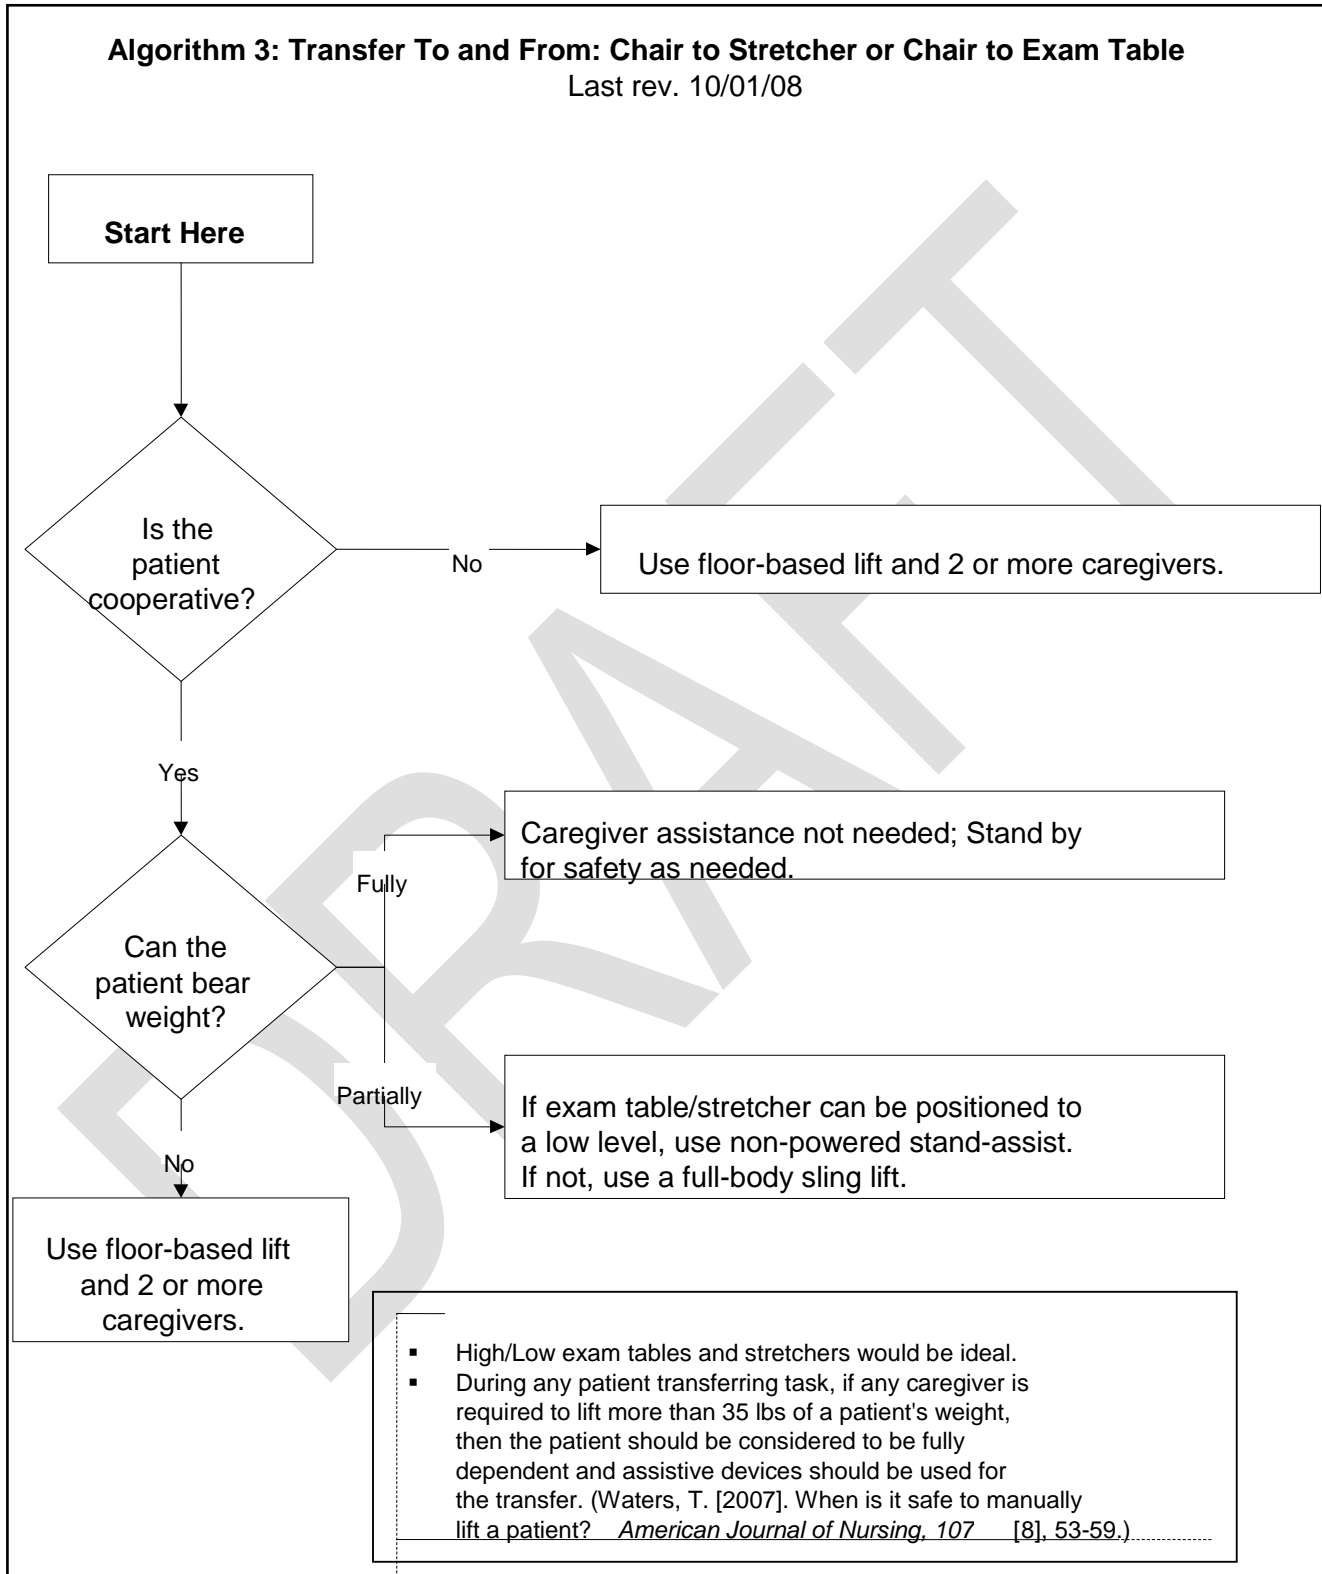 Algorithm 3: Transfer To and From: Chair to Stretcher or Chair to Exam Table
Last rev. 10/01/08
Start Here
Is the
patient
cooperative?
No
Use floor-based lift and 2 or more caregivers.
Yes
Caregiver assistance not needed; Stand by
for safety as needed.
Fully
Can the
patient bear
weight?
Partially
If exam table/stretcher can be positioned to
a low level, use non-powered stand-assist.
If not, use a full-body sling lift.
No
Use floor-based lift
and 2 or more
caregivers.
▪ High/Low exam tables and stretchers would be ideal.
▪ During any patient transferring task, if any caregiver is
required to lift more than 35 lbs of a patient's weight,
then the patient should be considered to be fully
dependent and assistive devices should be used for
the transfer. (Waters, T. [2007]. When is it safe to manually
lift a patient? American Journal of Nursing, 107 [8], 53-59.)
DRAFT